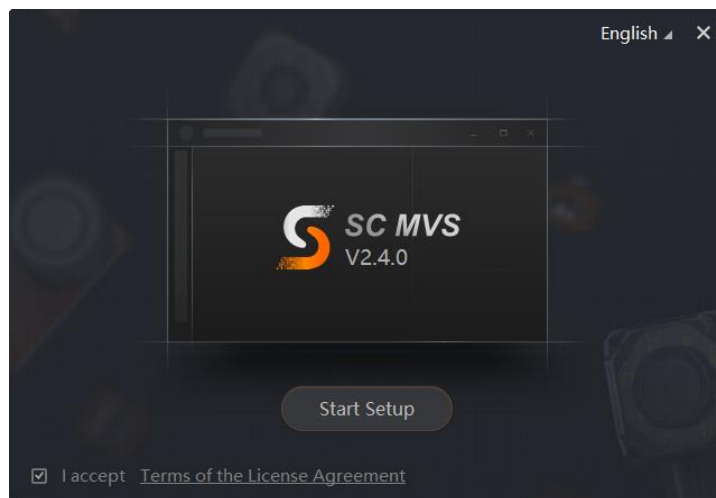 English
SC MVS
V2.4.0
Start Setup
I accept Terms of the License Agreement